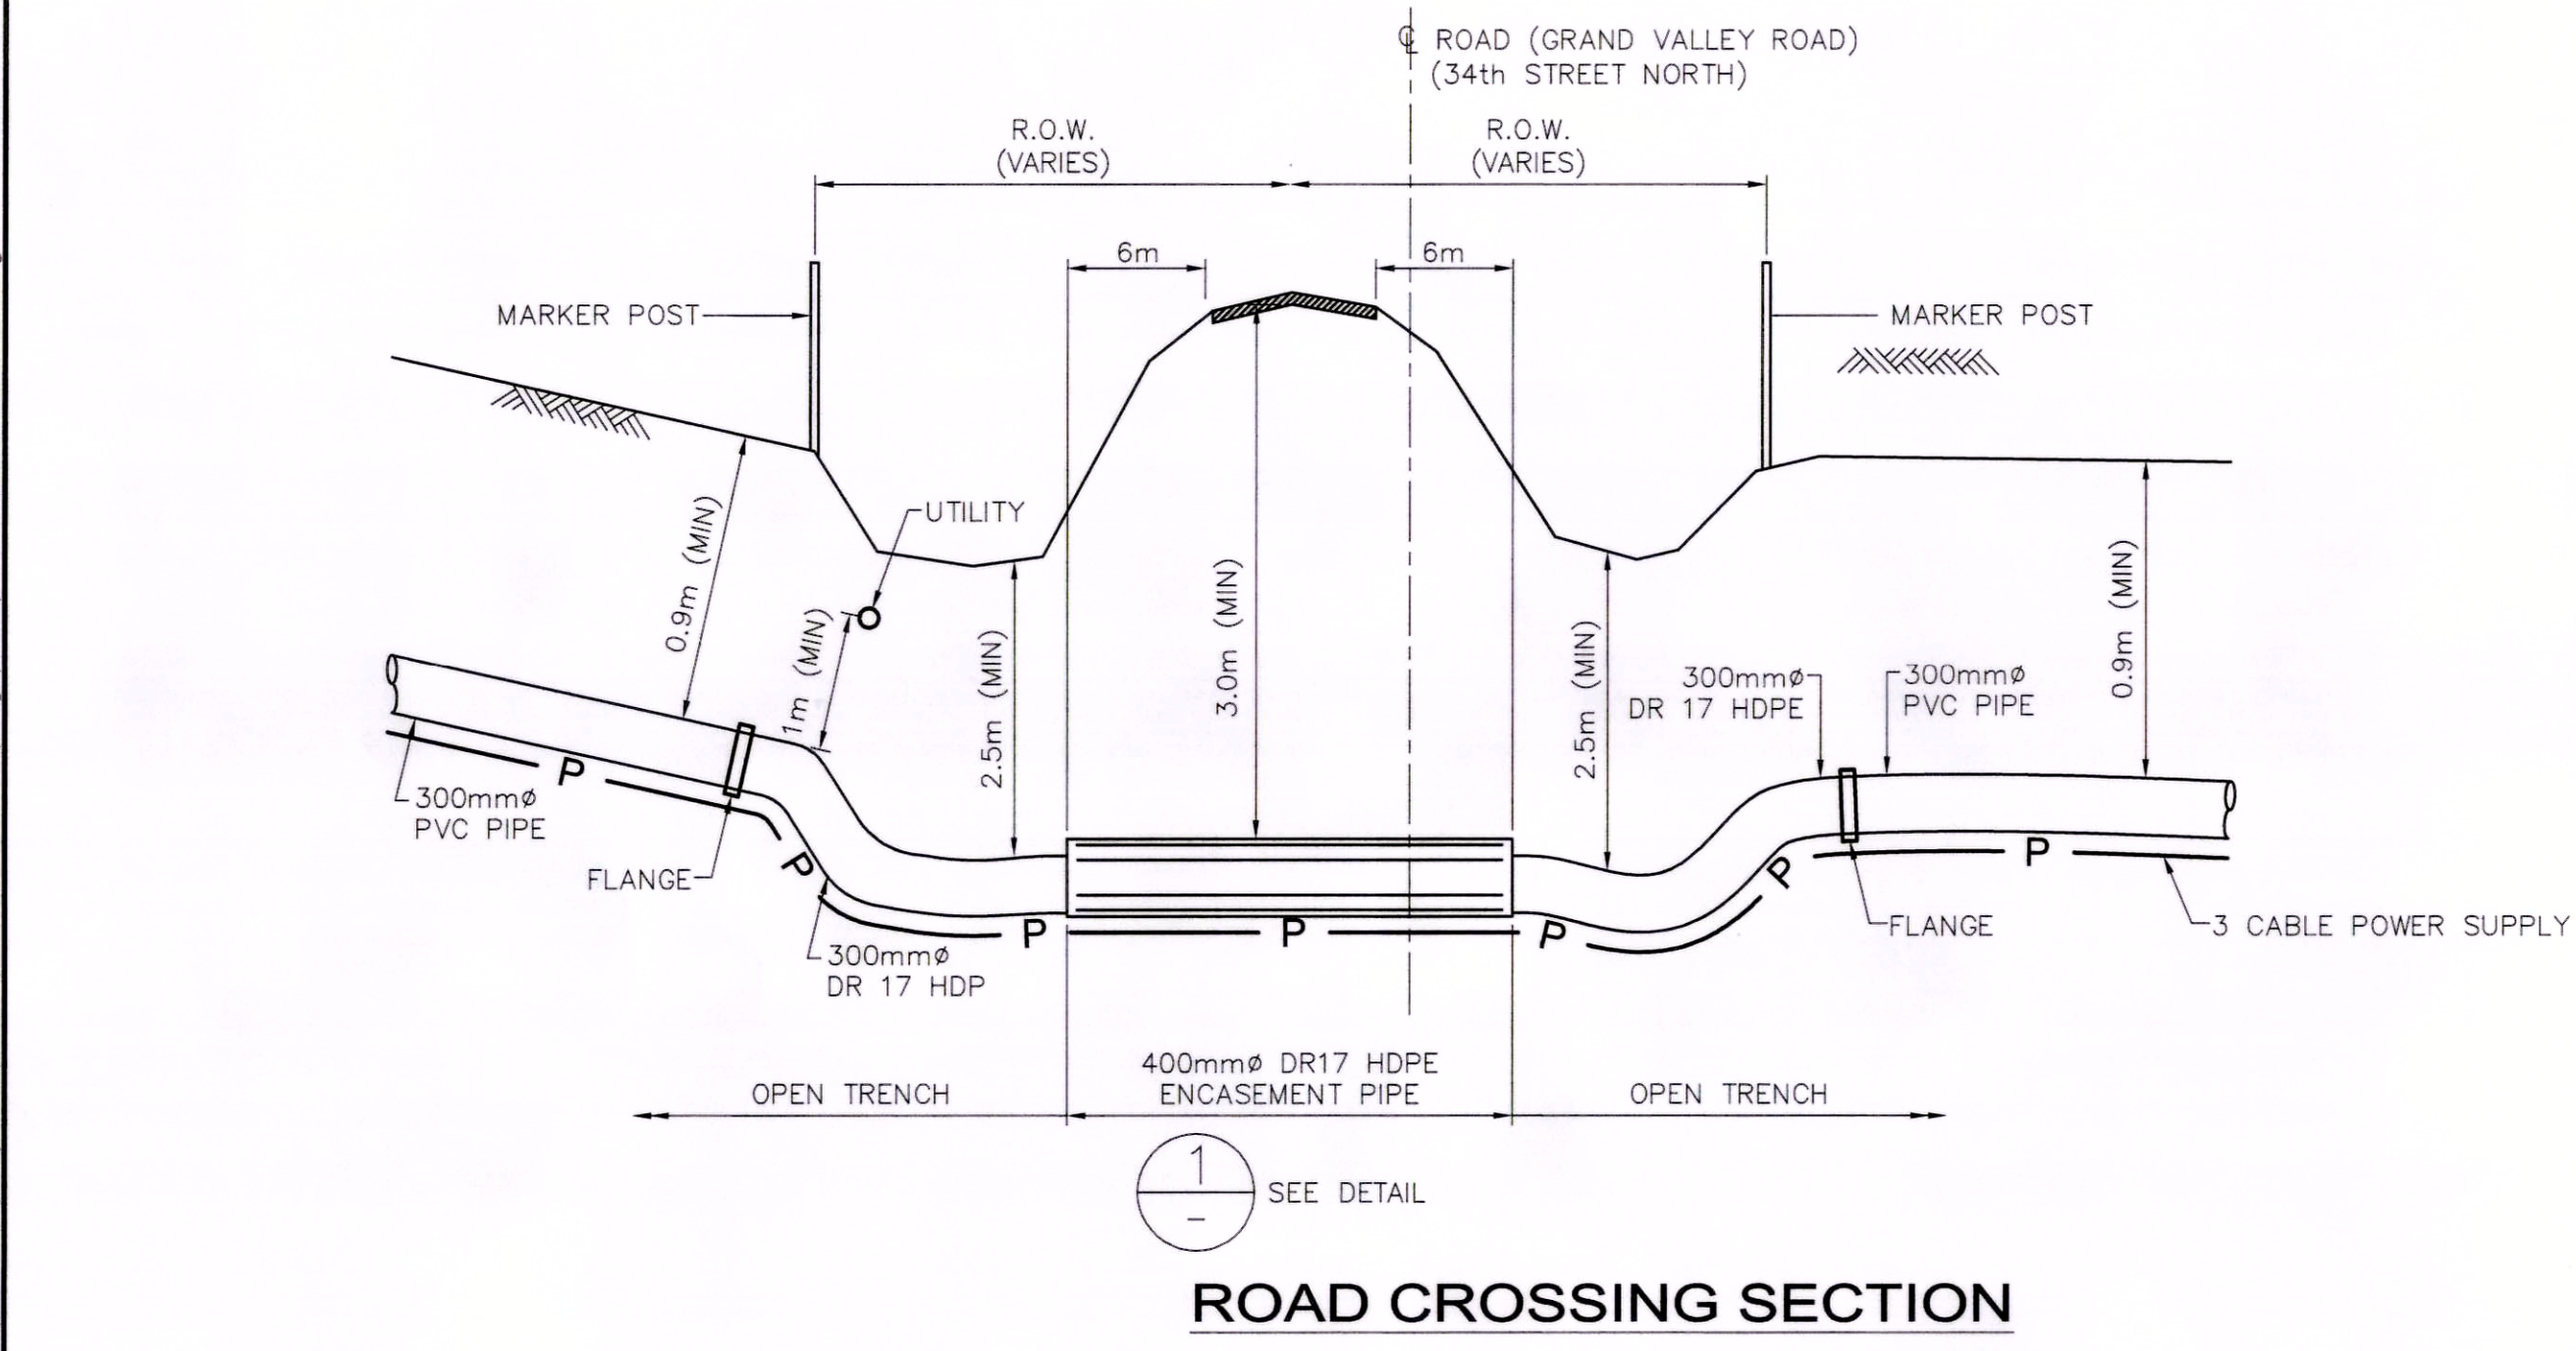 ℄ ROAD (GRAND VALLEY ROAD)
(34th STREET NORTH)
R.O.W.
(VARIES)
R.O.W.
(VARIES)
6m
6m
MARKER POST
MARKER POST
UTILITY
0.9m (MIN)
1m (MIN)
2.5m (MIN)
3.0m (MIN)
2.5m (MIN)
0.9m (MIN)
300mmø
DR 17 HDPE
300mmø
PVC PIPE
300mmø
PVC PIPE
FLANGE
300mmø
DR 17 HDP
P
P
P
P
P
P
P
FLANGE
3 CABLE POWER SUPPLY
400mmø DR17 HDPE
ENCASEMENT PIPE
OPEN TRENCH
OPEN TRENCH
1
-
SEE DETAIL
ROAD CROSSING SECTION